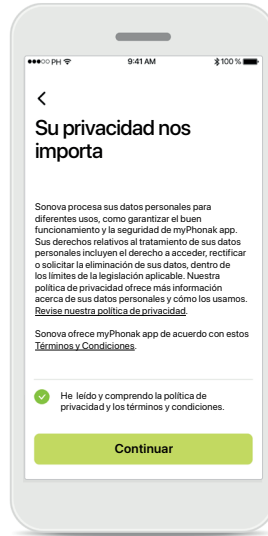 PH 9:41 AM 100 %
Su privacidad nos
importa
Sonova procesa sus datos personales para
diferentes usos, como garantizar el buen
funcionamiento y la seguridad de myPhonak app.
Sus derechos relativos al tratamiento de sus datos
personales incluyen el derecho a acceder, rectificar
o solicitar la eliminación de sus datos, dentro de
los límites de la legislación aplicable. Nuestra
política de privacidad ofrece más información
acerca de sus datos personales y cómo los usamos.
Revise nuestra política de privacidad.
Sonova ofrece myPhonak app de acuerdo con estos
Términos y Condiciones.
He leído y comprendo la política de
privacidad y los términos y condiciones.
Continuar